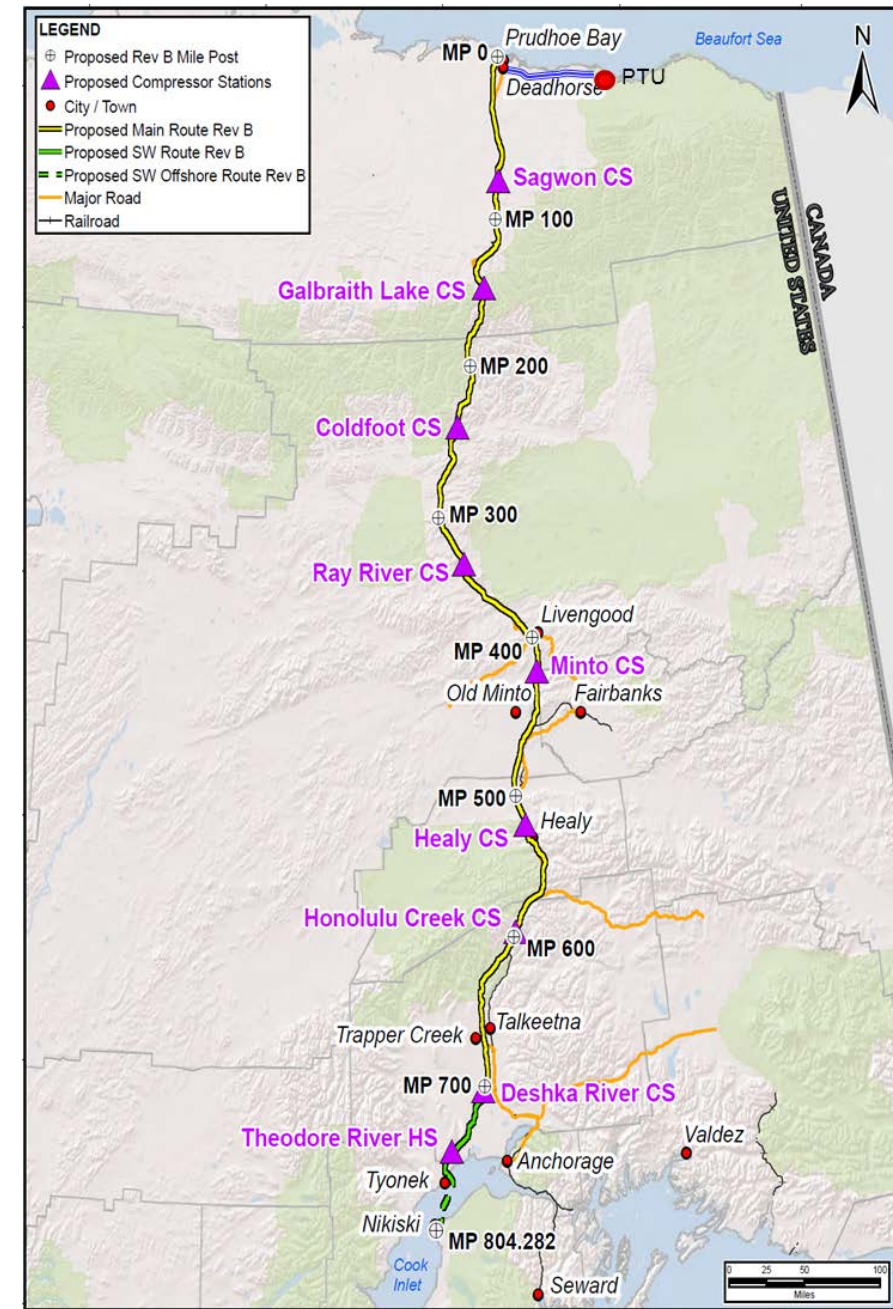 LEGEND
Proposed Rev B Mile Post
Proposed Compressor Stations
City / Town
Proposed Main Route Rev B
Proposed SW Route Rev B
Proposed SW Offshore Route Rev B
Major Road
Railroad
MP 0
Prudhoe Bay
Beaufort Sea
N
Deadhorse
PTU
Sagwon CS
MP 100
CANADA
UNITED STATES
Galbraith Lake CS
MP 200
Coldfoot CS
MP 300
Ray River CS
Livengood
MP 400
Minto CS
Old Minto
Fairbanks
MP 500
Healy
Healy CS
Honolulu Creek CS
MP 600
Talkeetna
Trapper Creek
MP 700
Deshka River CS
Theodore River HS
Valdez
Anchorage
Tyonek
Nikiski
MP 804.282
Cook
Inlet
Seward
0 25 50 100
Miles